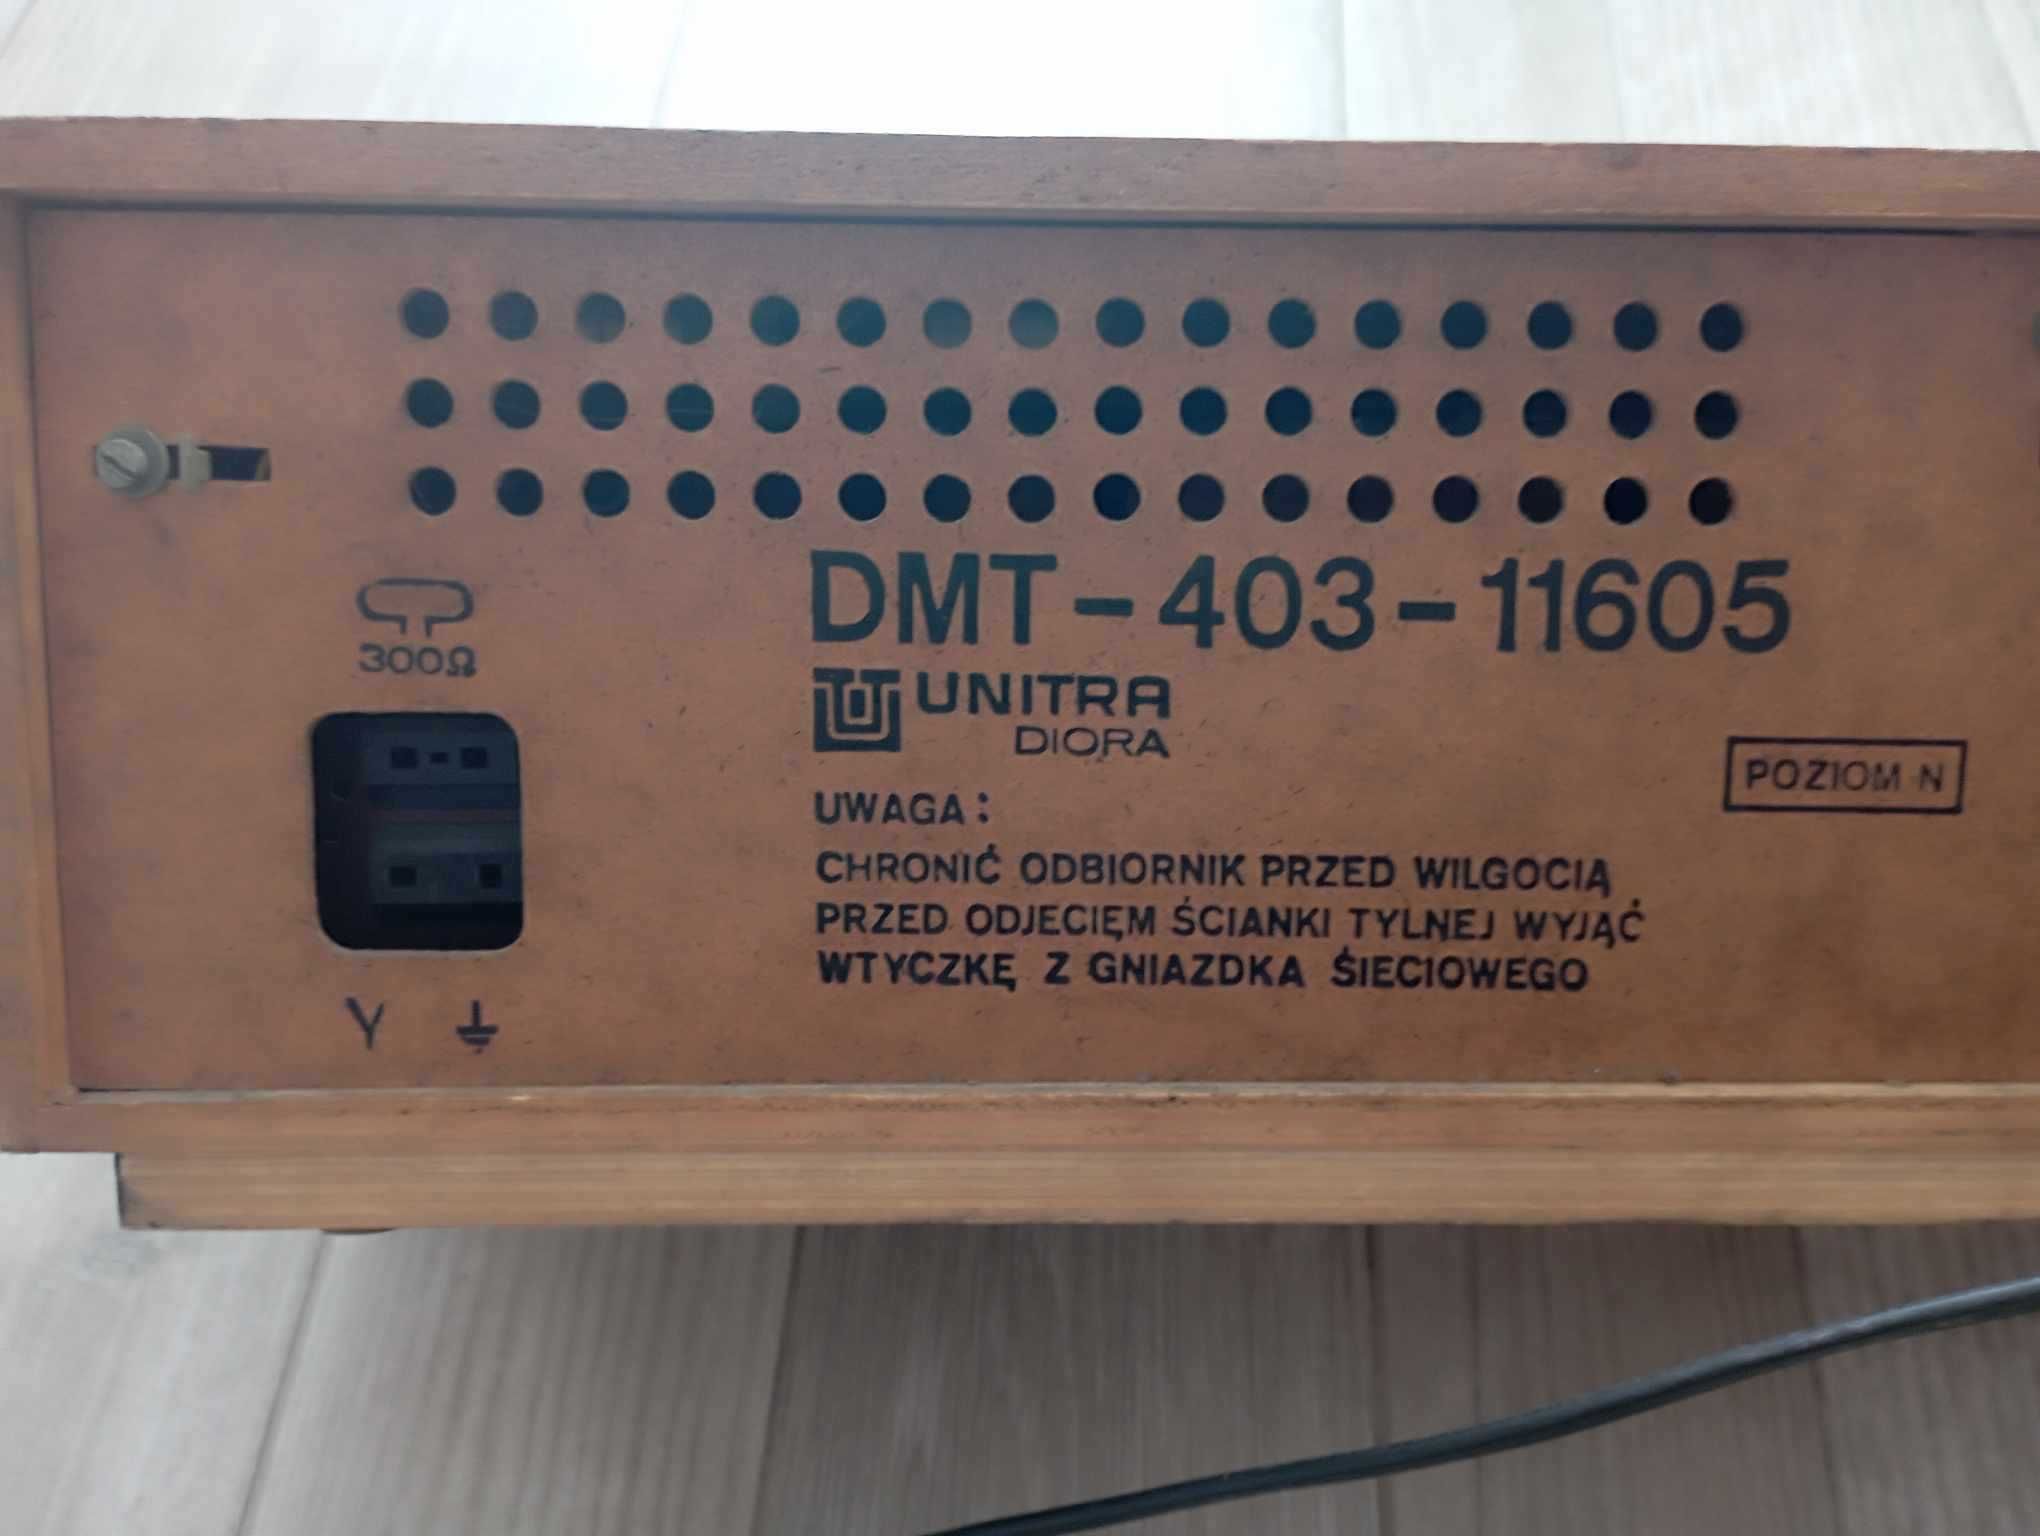 300Ω
DMT-403-11605
UNITRA
DIORA
POZIOM-N
UWAGA:
CHRONIĆ ODBIORNIK PRZED WILGOCIĄ
PRZED ODJĘCIEM ŚCIANKI TYLNEJ WYJĄĆ
WTYCZKĘ Z GNIAZDKA SIECIOWEGO